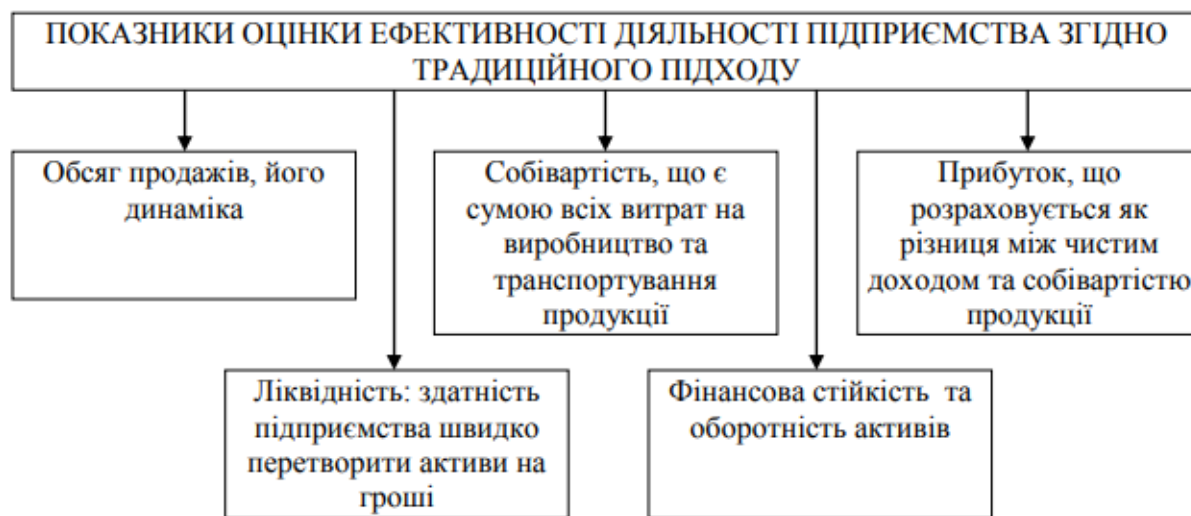 ПОКАЗНИКИ ОЦІНКИ ЕФЕКТИВНОСТІ ДІЯЛЬНОСТІ ПІДПРИЄМСТВА ЗГІДНО
ТРАДИЦІЙНОГО ПІДХОДУ
Обсяг продажів, його
динаміка
Собівартість, що є
сумою всіх витрат на
виробництво та
транспортування
продукції
Прибуток, що
розраховується як
різниця між чистим
доходом та собівартістю
продукції
Ліквідність: здатність
підприємства швидко
перетворити активи на
гроші
Фінансова стійкість та
оборотність активів